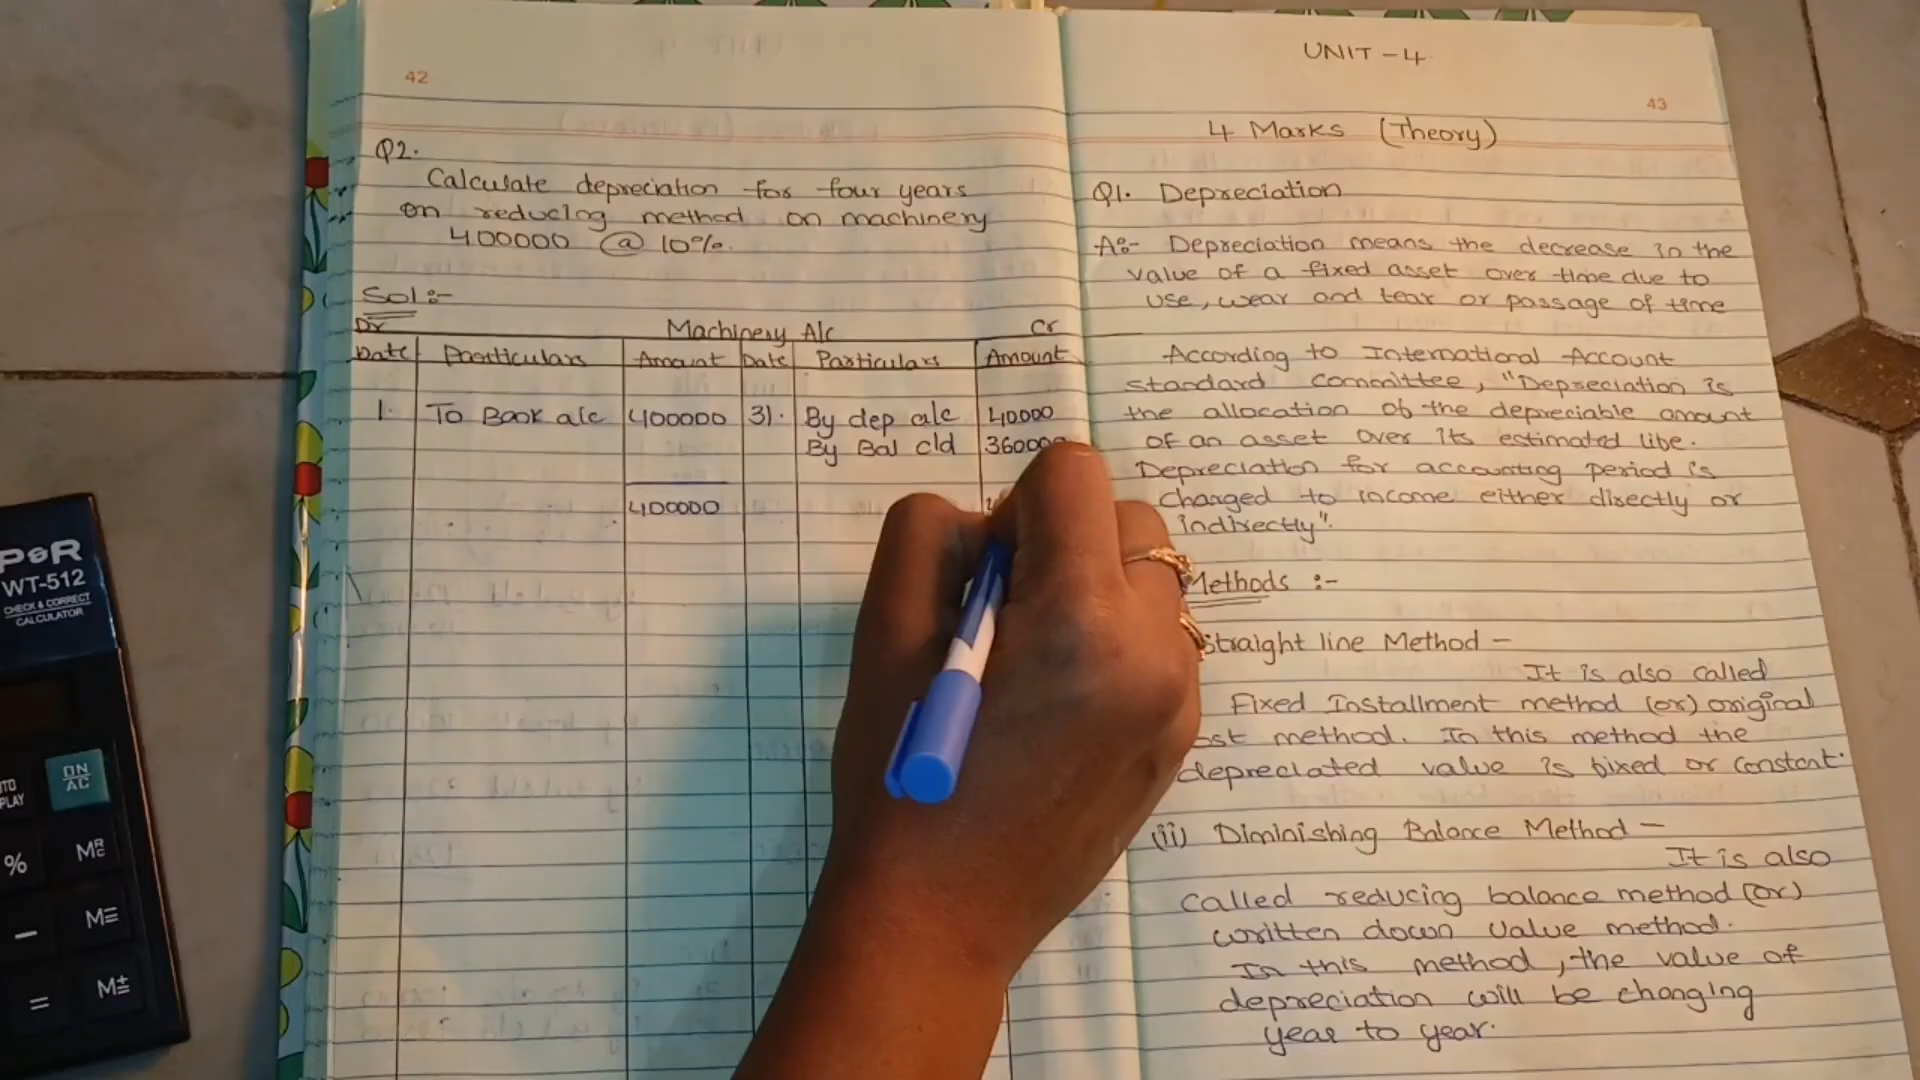 42
Q2.
Calculate depreciation for four years
on reducing method on machinery
400000 @ 10%.
Sol:-
Dr Machinery A/c Cr
Date Particulars Amount Date Particulars Amount
1. To Book a/c 400000 31. By dep a/c 40000
By Bal c/d 360000
400000
UNIT-4
43
4 Marks (Theory)
Q1. Depreciation
A:- Depreciation means the decrease in the
value of a fixed asset over time due to
use, wear and tear or passage of time
According to International Account
standard committee, "Depreciation is
the allocation of the depreciable amount
of an asset over its estimated life.
Depreciation for accounting period is
charged to income either directly or
indirectly".
Methods :-
Straight line Method -
It is also called
Fixed Installment method (or) original
ost method. In this method the
depreciated value is fixed or constant.
(ii) Diminishing Balance Method -
It is also
called reducing balance method (or)
written down value method.
In this method, the value of
depreciation will be changing
year to year.
P&R
WT-512
CHECK & CORRECT
CALCULATOR
ON
AC
% MRC
- M=
= M±